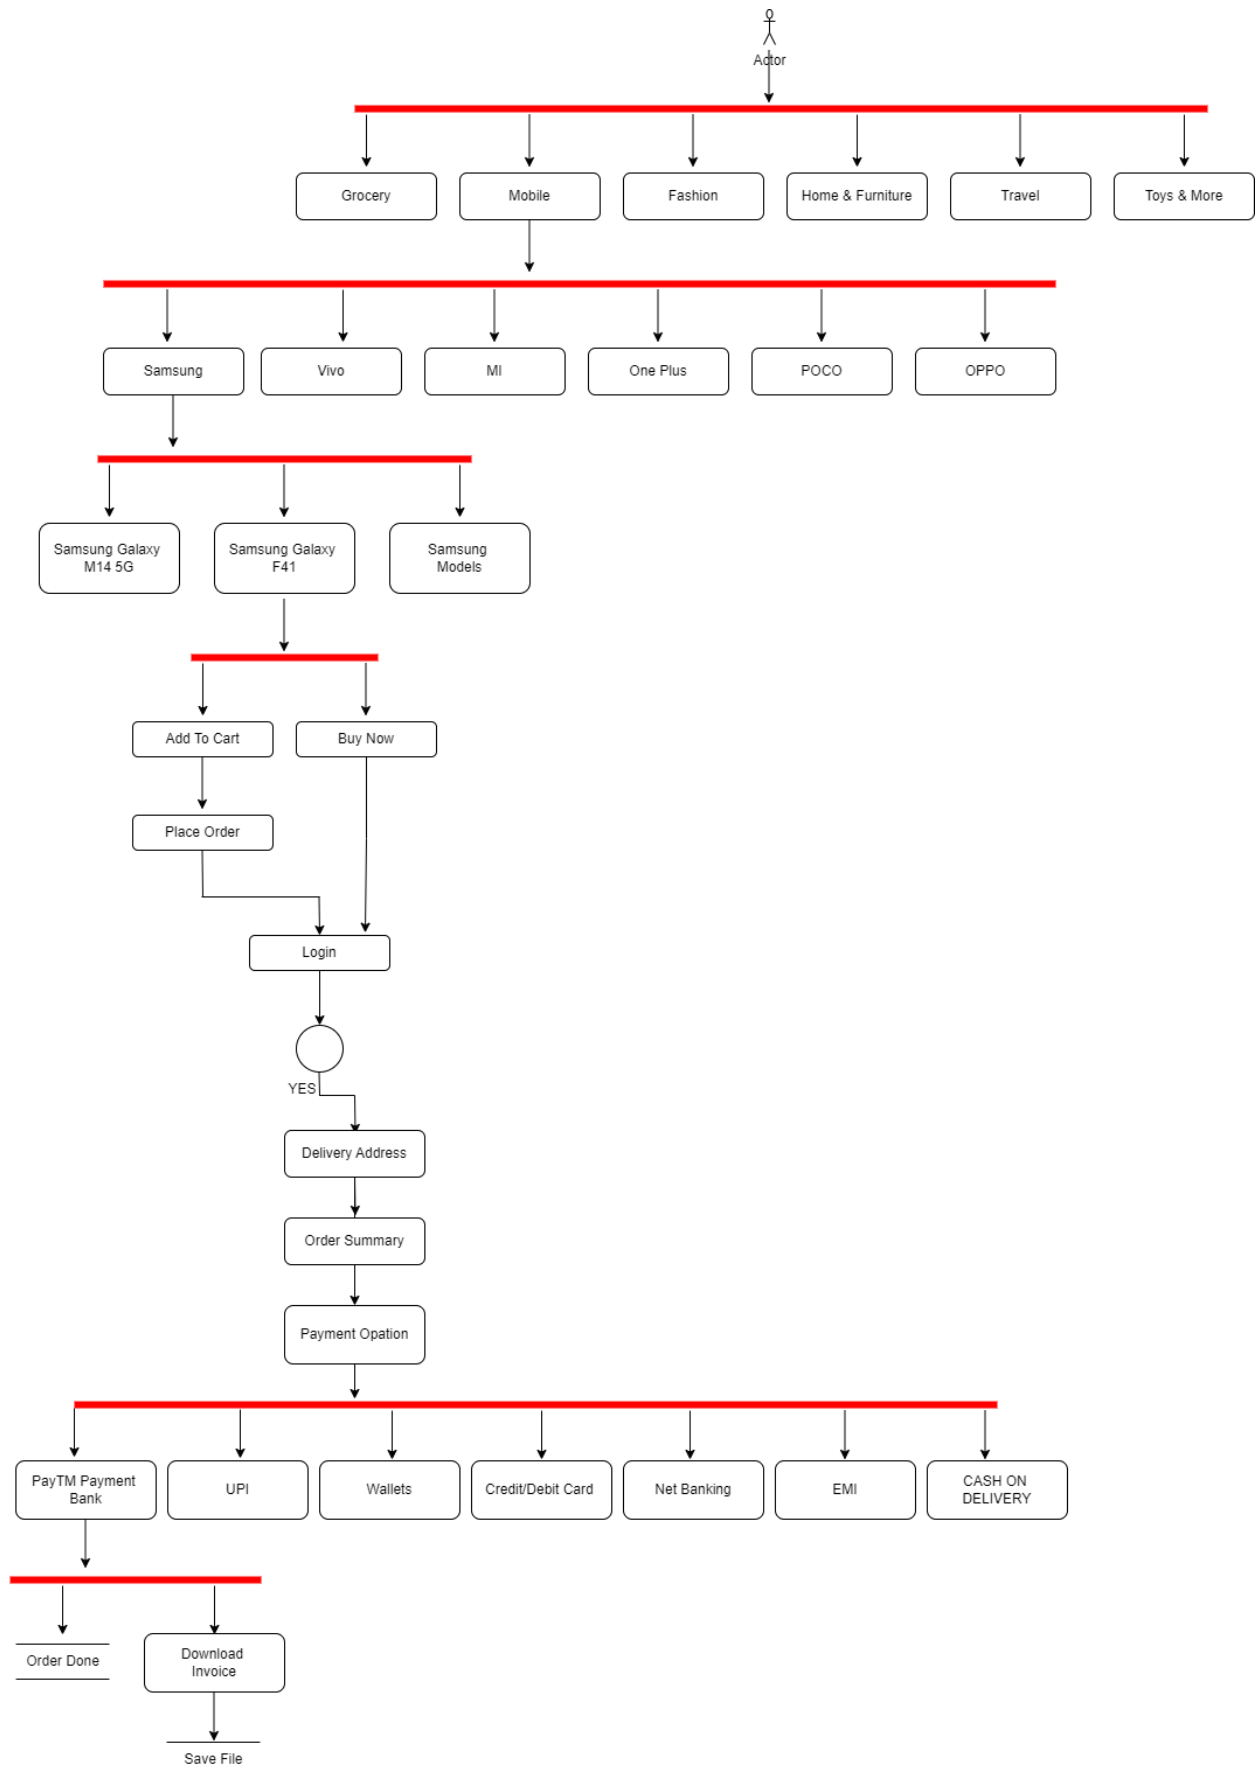 Actor
Grocery
Mobile
Fashion
Home & Furniture
Travel
Toys & More
Samsung
Vivo
MI
One Plus
POCO
OPPO
Samsung Galaxy
M14 5G
Samsung Galaxy
F41
Samsung
Models
Add To Cart
Buy Now
Place Order
Login
YES
Delivery Address
Order Summary
Payment Opation
PayTM Payment
Bank
UPI
Wallets
Credit/Debit Card
Net Banking
EMI
CASH ON
DELIVERY
Order Done
Download
Invoice
Save File